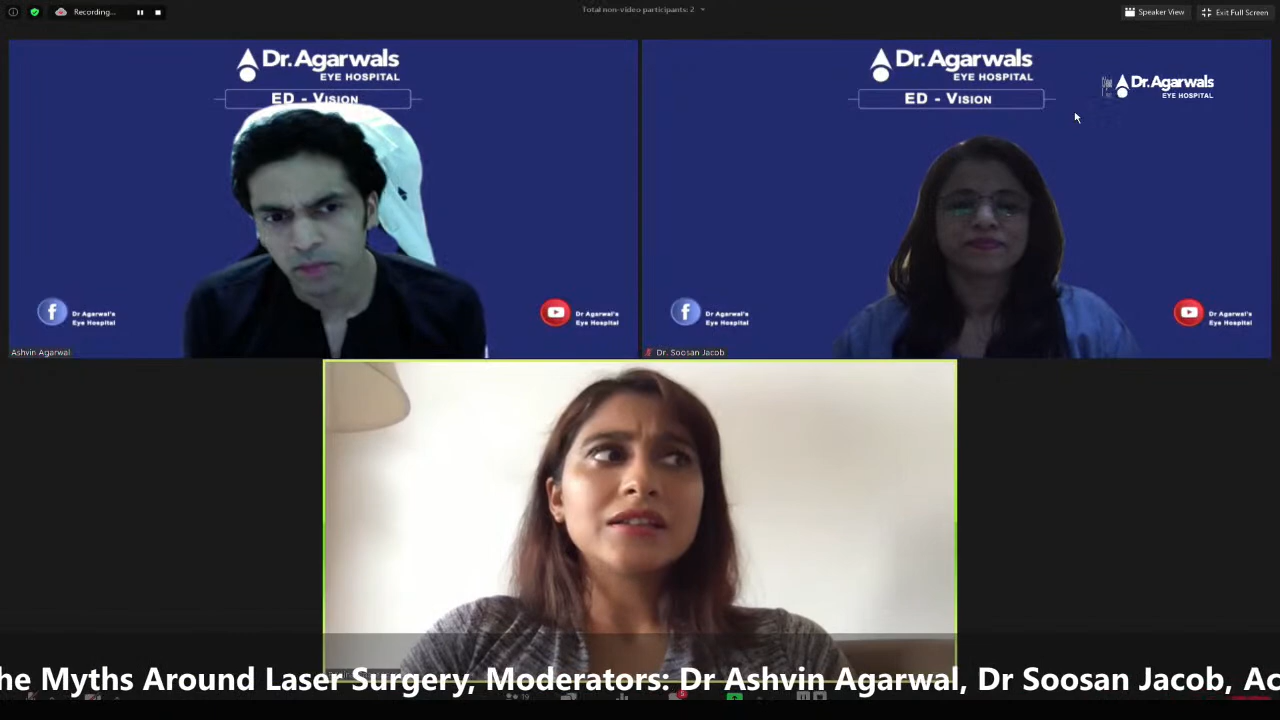 Recording...
Total non-video participants: 2
Speaker View
Exit Full Screen
Dr.Agarwals
EYE HOSPITAL
ED - VISION
Dr Agarwal's
Eye Hospital
Dr Agarwal's
Eye Hospital
Ashvin Agarwal
Dr.Agarwals
EYE HOSPITAL
ED - VISION
Dr.Agarwals
EYE HOSPITAL
Dr Agarwal's
Eye Hospital
Dr Agarwal's
Eye Hospital
Dr. Soosan Jacob
he Myths Around Laser Surgery, Moderators: Dr Ashvin Agarwal, Dr Soosan Jacob, Ac
19
5